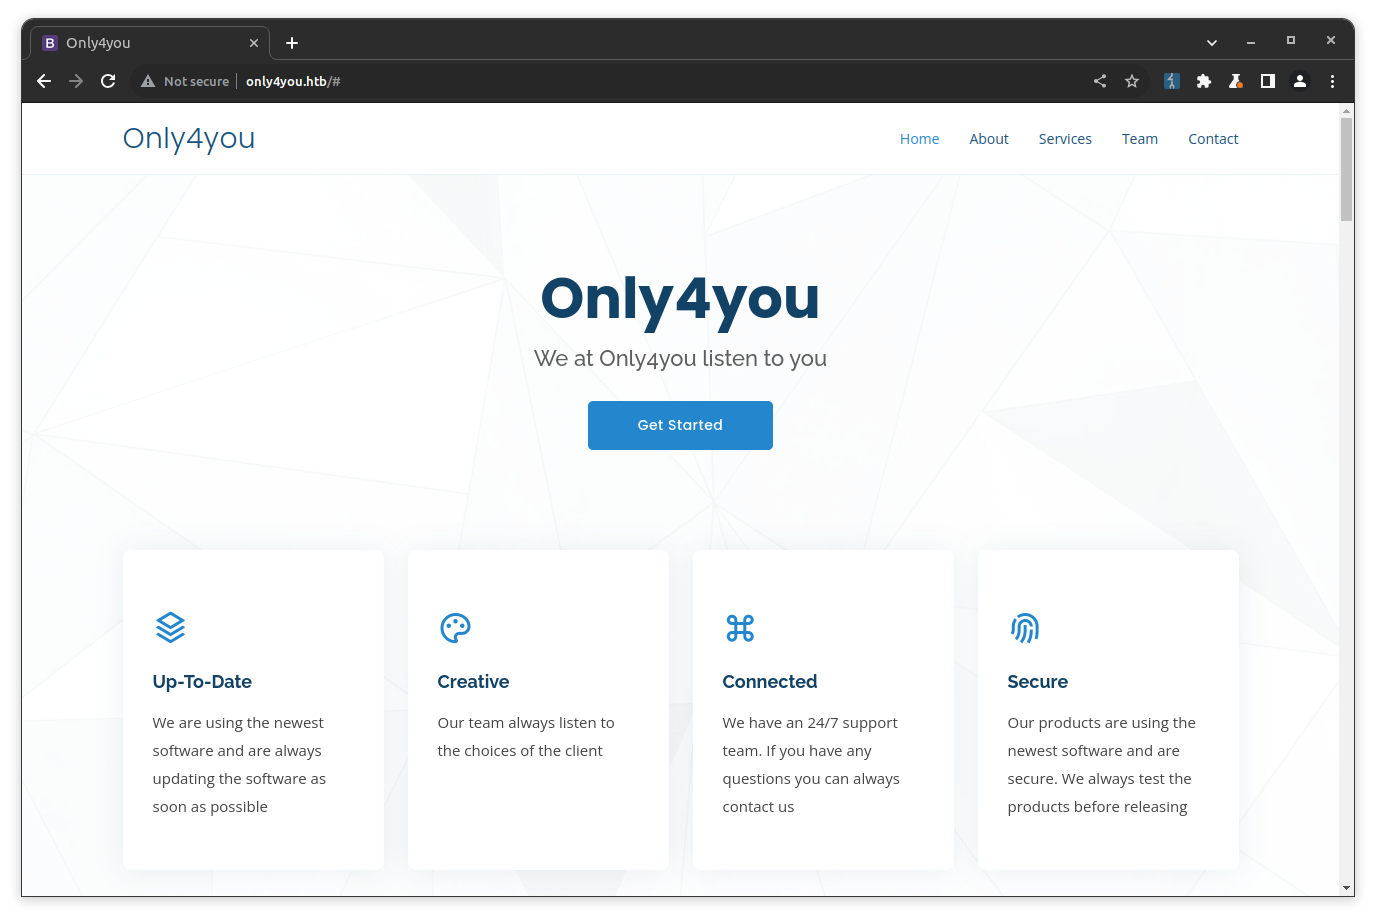 B Only4you
Not secure only4you.htb/#
Only4you
Home About Services Team Contact
Only4you
We at Only4you listen to you
Get Started
Up-To-Date
We are using the newest
software and are always
updating the software as
soon as possible
Creative
Our team always listen to
the choices of the client
Connected
We have an 24/7 support
team. If you have any
questions you can always
contact us
Secure
Our products are using the
newest software and are
secure. We always test the
products before releasing